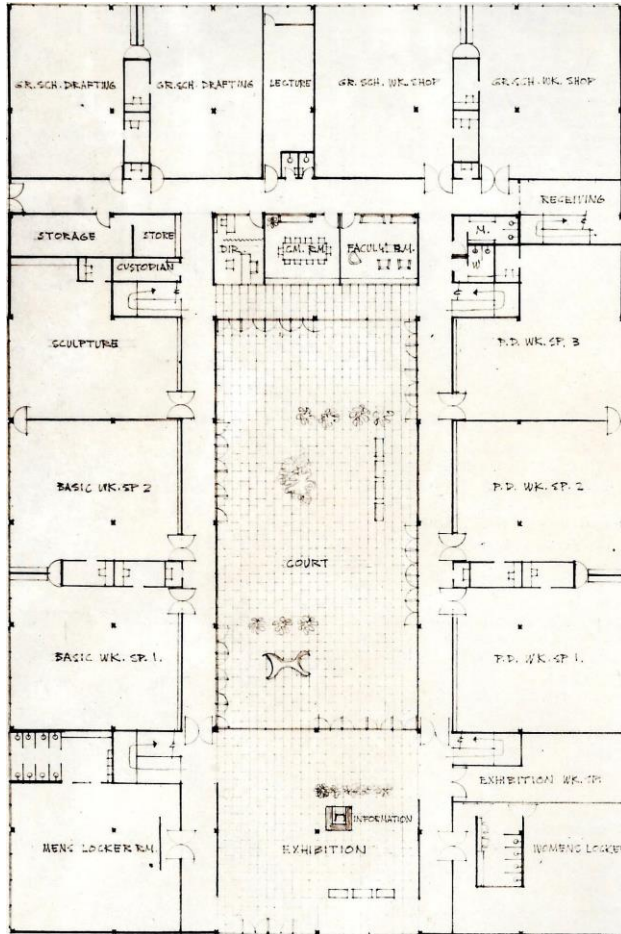 GR. SCH. DRAFTING
GR. SCH. DRAFTING
LECTURE
GR. SCH. WK. SHOP
GR. SCH. WK. SHOP
RECEIVING
STORAGE
STORE
DIR.
CM. RM.
FACULTY R.M.
M.
W
CUSTODIAN
SCULPTURE
P.D. WK. SP. 3
BASIC WK. SP 2
P.D. WK. SP. 2
COURT
BASIC WK. SP. 1.
P.D. WK. SP 1.
EXHIBITION WK. SP.
INFORMATION
MENS LOCKER RM.
EXHIBITION
WOMENS LOCKE